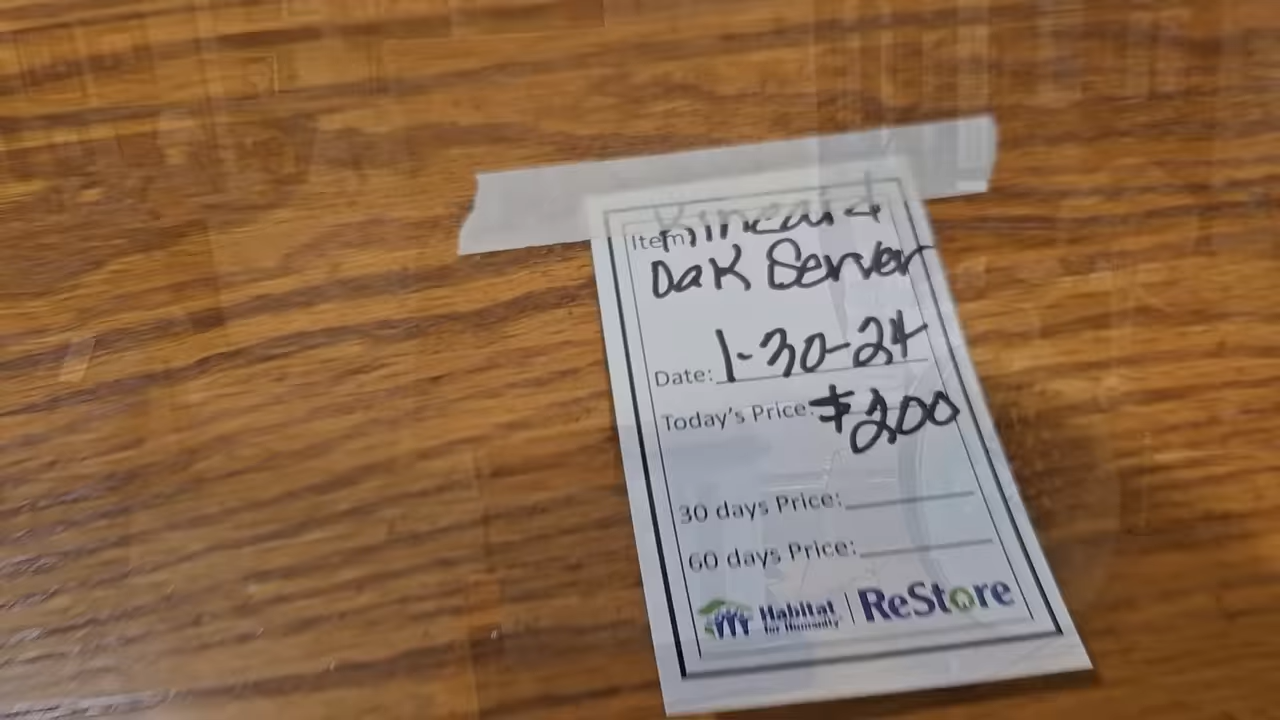 Item: Kincaid
Oak Server
Date: 1-30-24
Today's Price: $200
30 days Price:
60 days Price:
Habitat for Humanity | ReStore